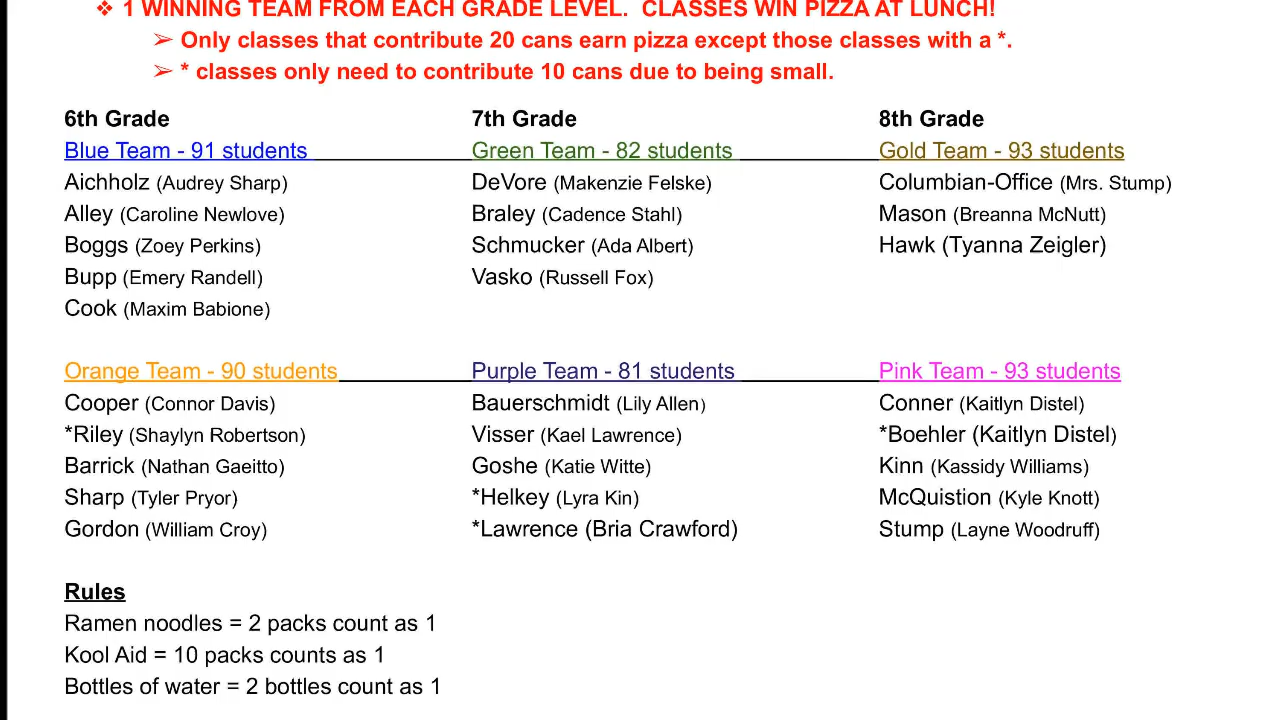 ❖ 1 WINNING TEAM FROM EACH GRADE LEVEL. CLASSES WIN PIZZA AT LUNCH!
➢ Only classes that contribute 20 cans earn pizza except those classes with a *.
➢ * classes only need to contribute 10 cans due to being small.
6th Grade 7th Grade 8th Grade
Blue Team - 91 students Green Team - 82 students Gold Team - 93 students
Aichholz (Audrey Sharp) DeVore (Makenzie Felske) Columbian-Office (Mrs. Stump)
Alley (Caroline Newlove) Braley (Cadence Stahl) Mason (Breanna McNutt)
Boggs (Zoey Perkins) Schmucker (Ada Albert) Hawk (Tyanna Zeigler)
Bupp (Emery Randell) Vasko (Russell Fox)
Cook (Maxim Babione)
Orange Team - 90 students Purple Team - 81 students Pink Team - 93 students
Cooper (Connor Davis) Bauerschmidt (Lily Allen) Conner (Kaitlyn Distel)
*Riley (Shaylyn Robertson) Visser (Kael Lawrence) *Boehler (Kaitlyn Distel)
Barrick (Nathan Gaeitto) Goshe (Katie Witte) Kinn (Kassidy Williams)
Sharp (Tyler Pryor) *Helkey (Lyra Kin) McQuistion (Kyle Knott)
Gordon (William Croy) *Lawrence (Bria Crawford) Stump (Layne Woodruff)
Rules
Ramen noodles = 2 packs count as 1
Kool Aid = 10 packs counts as 1
Bottles of water = 2 bottles count as 1